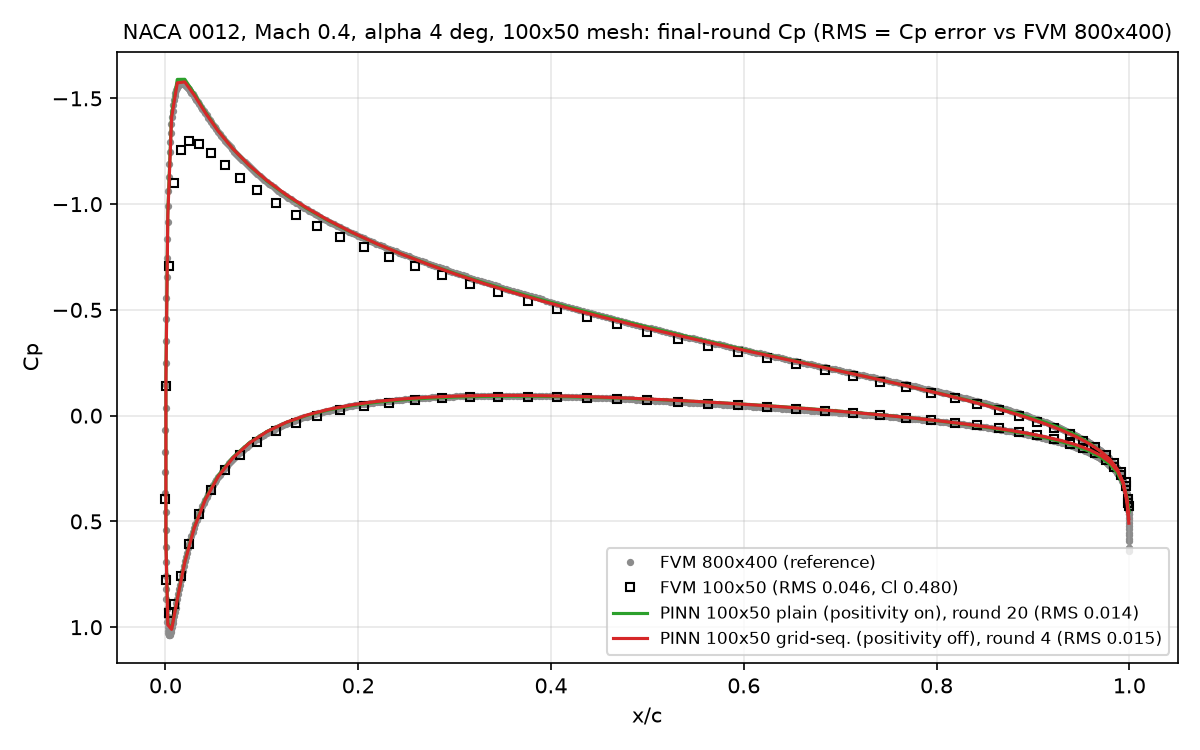 NACA 0012, Mach 0.4, alpha 4 deg, 100x50 mesh: final-round Cp (RMS = Cp error vs FVM 800x400)
−1.5
−1.0
−0.5
0.0
0.5
1.0
Cp
FVM 800x400 (reference)
FVM 100x50 (RMS 0.046, Cl 0.480)
PINN 100x50 plain (positivity on), round 20 (RMS 0.014)
PINN 100x50 grid-seq. (positivity off), round 4 (RMS 0.015)
0.0 0.2 0.4 0.6 0.8 1.0
x/c